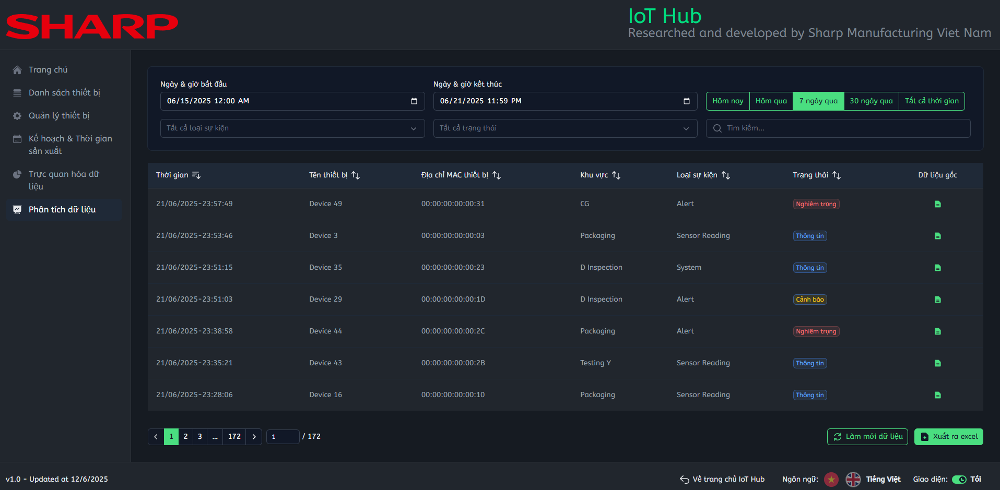 SHARP
IoT Hub
Researched and developed by Sharp Manufacturing Viet Nam
Trang chủ
Danh sách thiết bị
Quản lý thiết bị
Kế hoạch & Thời gian
sản xuất
Trực quan hóa dữ
liệu
Phân tích dữ liệu
Ngày & giờ bắt đầu
Ngày & giờ kết thúc
06/15/2025 12:00 AM
06/21/2025 11:59 PM
Hôm nay Hôm qua 7 ngày qua 30 ngày qua Tất cả thời gian
Tất cả loại sự kiện
Tất cả trạng thái
Tìm kiếm...
Thời gian Tên thiết bị Địa chỉ MAC thiết bị Khu vực Loại sự kiện Trạng thái Dữ liệu gốc
21/06/2025-23:57:49 Device 49 00:00:00:00:00:31 CG Alert Nghiêm trọng
21/06/2025-23:53:46 Device 3 00:00:00:00:00:03 Packaging Sensor Reading Thông tin
21/06/2025-23:51:15 Device 35 00:00:00:00:00:23 D Inspection System Thông tin
21/06/2025-23:51:03 Device 29 00:00:00:00:00:1D D Inspection Alert Cảnh báo
21/06/2025-23:38:58 Device 44 00:00:00:00:00:2C Packaging Alert Nghiêm trọng
21/06/2025-23:35:21 Device 43 00:00:00:00:00:2B Testing Y Sensor Reading Thông tin
21/06/2025-23:28:06 Device 16 00:00:00:00:00:10 Packaging Sensor Reading Thông tin
1 2 3 ... 172 1 / 172
Làm mới dữ liệu
Xuất ra excel
v1.0 - Updated at 12/6/2025
Về trang chủ IoT Hub
Ngôn ngữ: Tiếng Việt
Giao diện: Tối